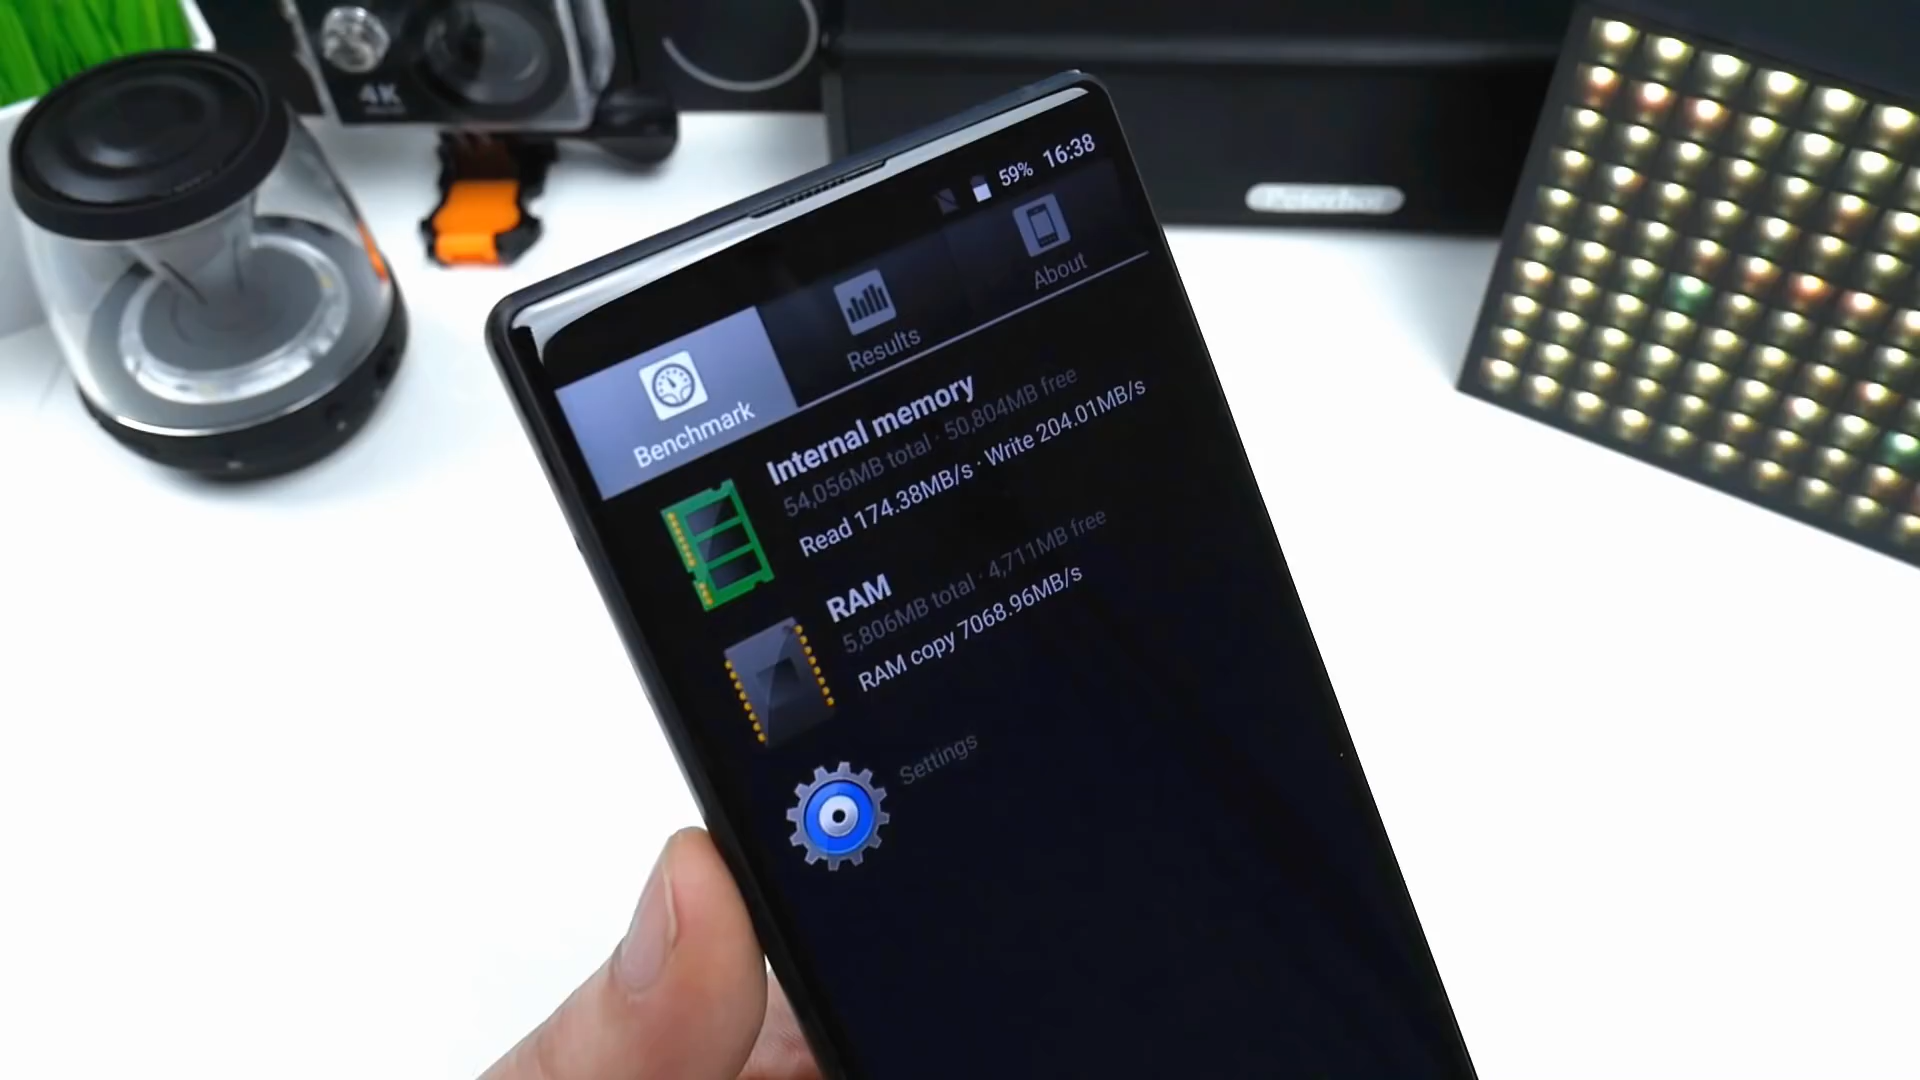 4K
Peterhof
59% 16:38
Benchmark
Results
About
Internal memory
54,056MB total · 50,804MB free
Read 174.38MB/s · Write 204.01MB/s
RAM
5,806MB total · 4,711MB free
RAM copy 7068.96MB/s
Settings